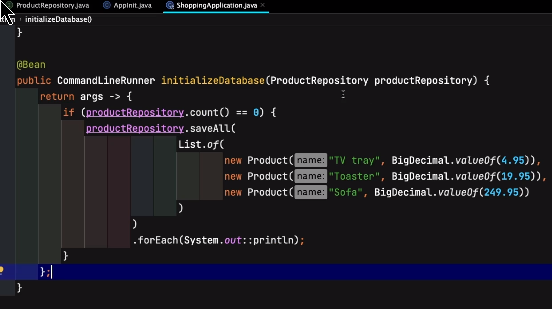 ProductRepository.java AppInit.java ShoppingApplication.java ×
initializeDatabase()
}
@Bean
public CommandLineRunner initializeDatabase(ProductRepository productRepository) {
return args -> {
if (productRepository.count() == 0) {
productRepository.saveAll(
List.of(
new Product( name: "TV tray", BigDecimal.valueOf(4.95)),
new Product( name: "Toaster", BigDecimal.valueOf(19.95)),
new Product( name: "Sofa", BigDecimal.valueOf(249.95))
)
)
.forEach(System.out::println);
}
};
}